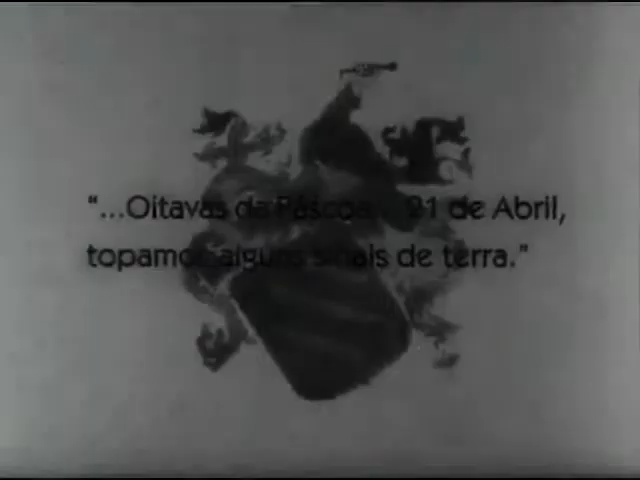 "...Oitavas da Páscoa... 21 de Abril,
topamos alguns sinais de terra."